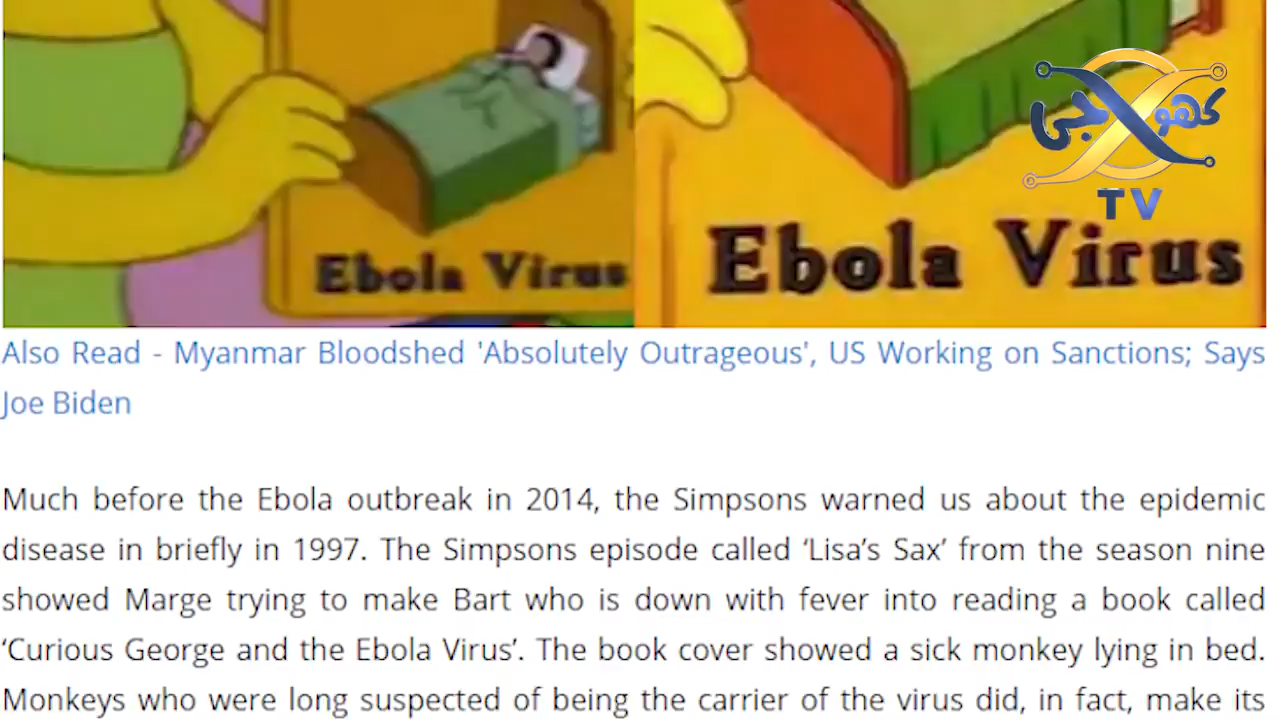 Ebola Virus
Ebola Virus
کھوجی
TV
Also Read - Myanmar Bloodshed 'Absolutely Outrageous', US Working on Sanctions; Says
Joe Biden
Much before the Ebola outbreak in 2014, the Simpsons warned us about the epidemic
disease in briefly in 1997. The Simpsons episode called ‘Lisa’s Sax’ from the season nine
showed Marge trying to make Bart who is down with fever into reading a book called
‘Curious George and the Ebola Virus’. The book cover showed a sick monkey lying in bed.
Monkeys who were long suspected of being the carrier of the virus did, in fact, make its